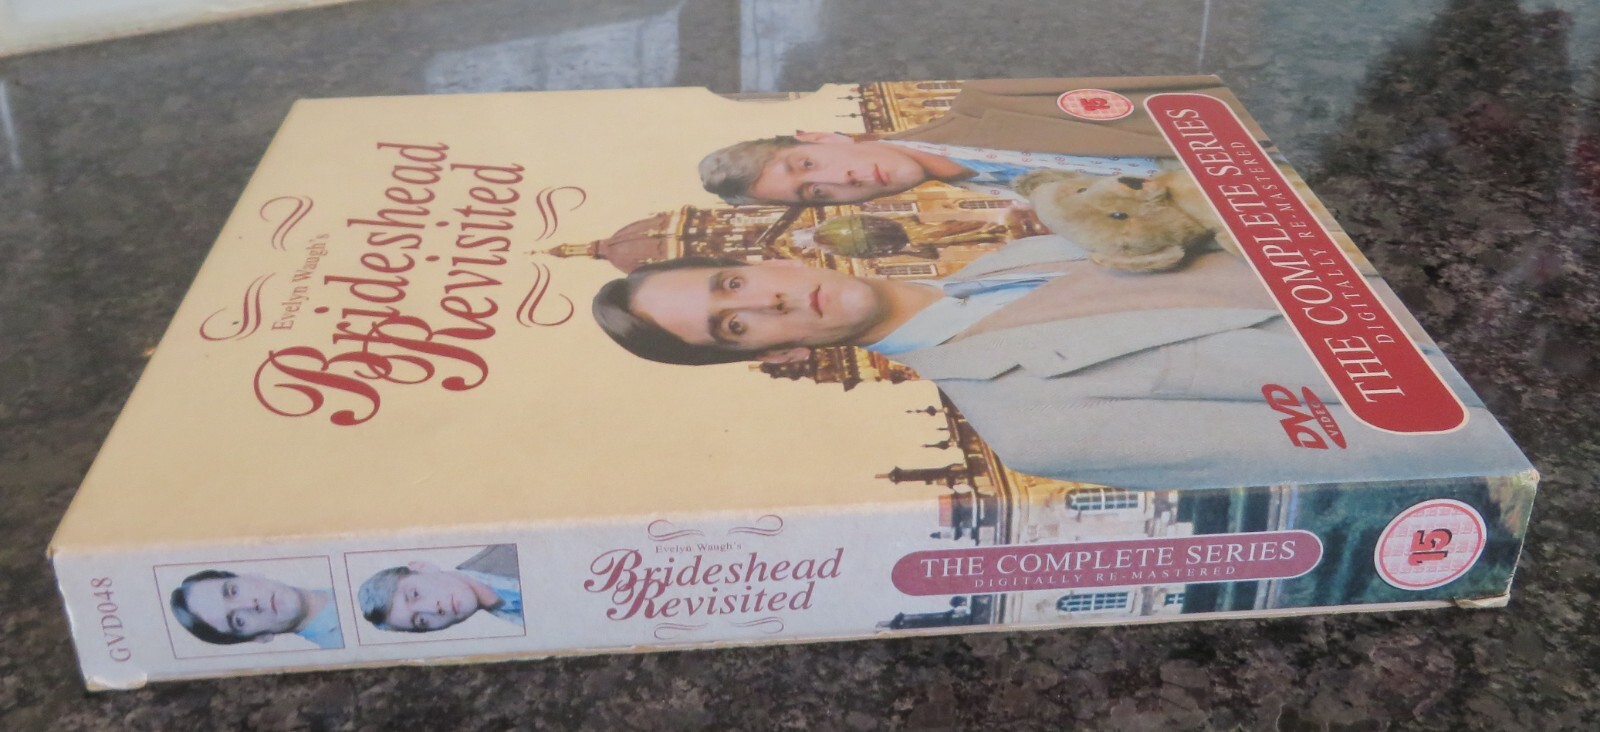 Evelyn Waugh's
Brideshead
Revisited
15
THE COMPLETE SERIES
DIGITALLY RE-MASTERED
DVD
VIDEO
GVD048
Evelyn Waugh's
Brideshead
Revisited
THE COMPLETE SERIES
DIGITALLY RE-MASTERED
15